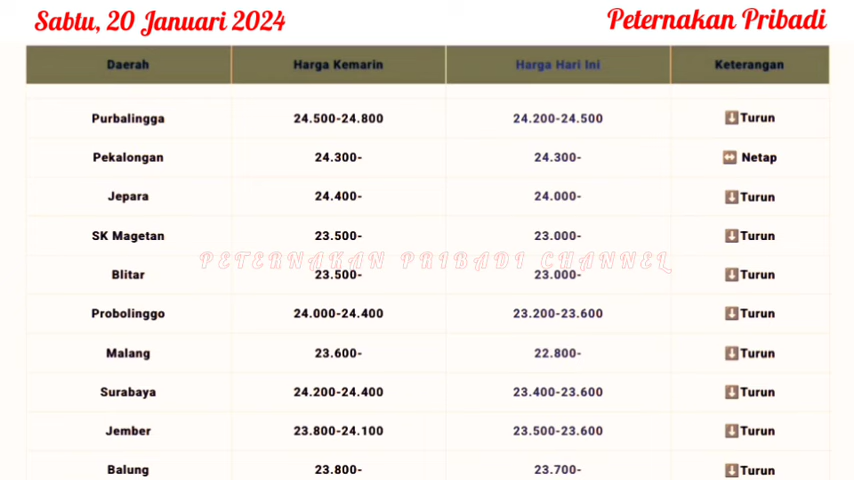 Sabtu, 20 Januari 2024 Peternakan Pribadi
Daerah Harga Kemarin Harga Hari Ini Keterangan
Purbalingga 24.500-24.800 24.200-24.500 ⬇️Turun
Pekalongan 24.300- 24.300- ↔️ Netap
Jepara 24.400- 24.000- ⬇️Turun
SK Magetan 23.500- 23.000- ⬇️Turun
PETERNAKAN PRIBADI CHANNEL
Blitar 23.500- 23.000- ⬇️Turun
Probolinggo 24.000-24.400 23.200-23.600 ⬇️Turun
Malang 23.600- 22.800- ⬇️Turun
Surabaya 24.200-24.400 23.400-23.600 ⬇️Turun
Jember 23.800-24.100 23.500-23.600 ⬇️Turun
Balung 23.800- 23.700- ⬇️Turun